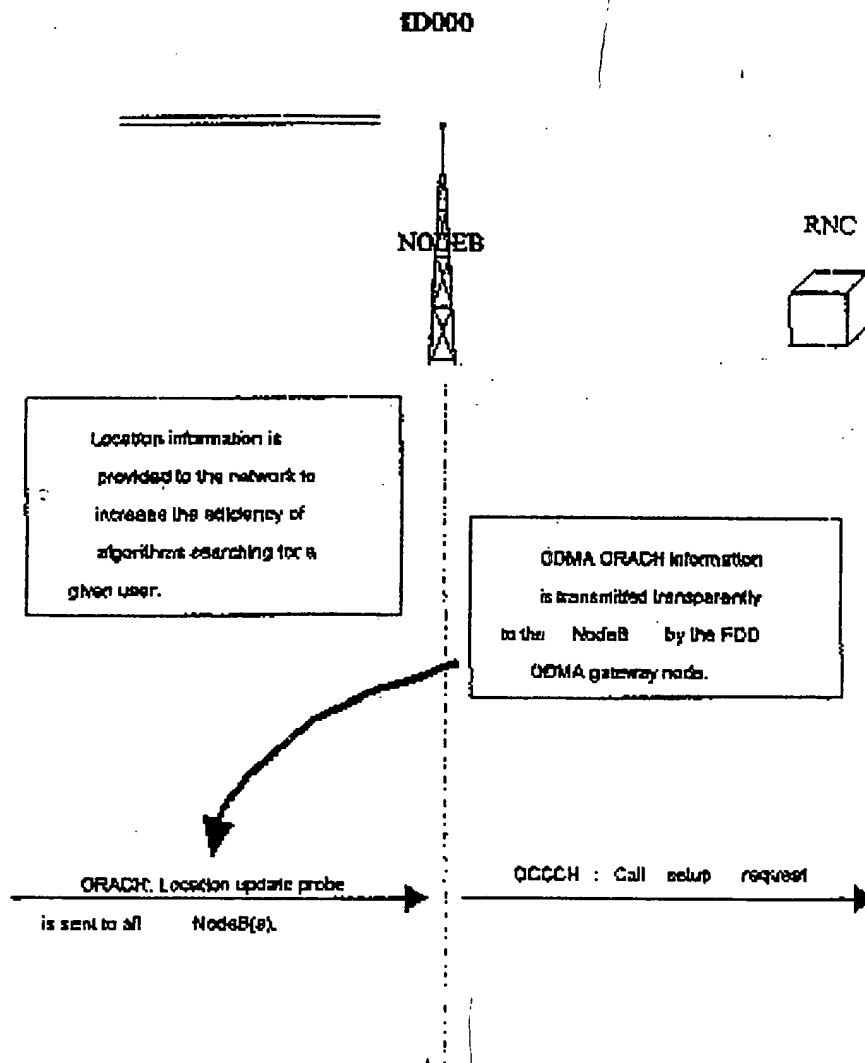 NODEB
RNC
Location information is
provided to the network to
increase the efficiency of
algorithms searching for a
given user.
ODMA ORACH information
is transmitted transparently
to the NodeB by the FDD
ODMA gateway node.
ORACH: Location update probe
is sent to all NodeB(s).
OCCCH : Call setup request